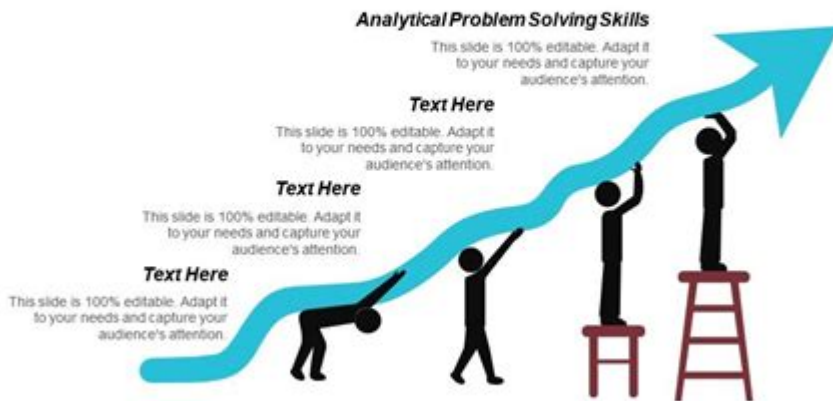 Analytical Problem Solving Skills
This slide is 100% editable. Adapt it
to your needs and capture your
audience's attention.
Text Here
This slide is 100% editable. Adapt it
to your needs and capture your
audience's attention.
Text Here
This slide is 100% editable. Adapt it
to your needs and capture your
audience's attention.
Text Here
This slide is 100% editable. Adapt it
to your needs and capture your
audience's attention.